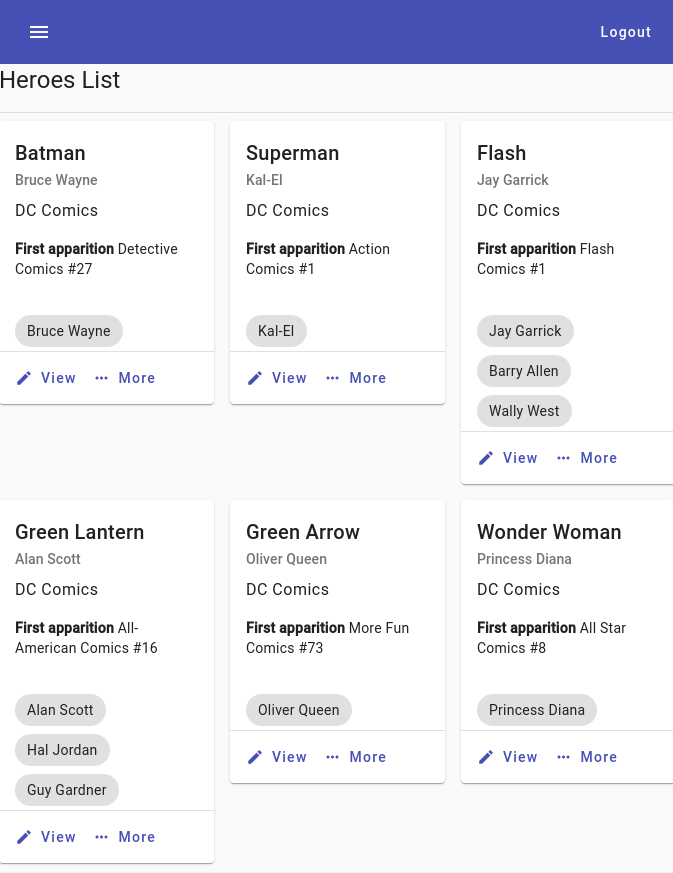 Logout
Heroes List
Batman
Bruce Wayne
DC Comics
First apparition Detective
Comics #27
Bruce Wayne
View
More
Superman
Kal-El
DC Comics
First apparition Action
Comics #1
Kal-El
View
More
Flash
Jay Garrick
DC Comics
First apparition Flash
Comics #1
Jay Garrick
Barry Allen
Wally West
View
More
Green Lantern
Alan Scott
DC Comics
First apparition All-
American Comics #16
Alan Scott
Hal Jordan
Guy Gardner
View
More
Green Arrow
Oliver Queen
DC Comics
First apparition More Fun
Comics #73
Oliver Queen
View
More
Wonder Woman
Princess Diana
DC Comics
First apparition All Star
Comics #8
Princess Diana
View
More